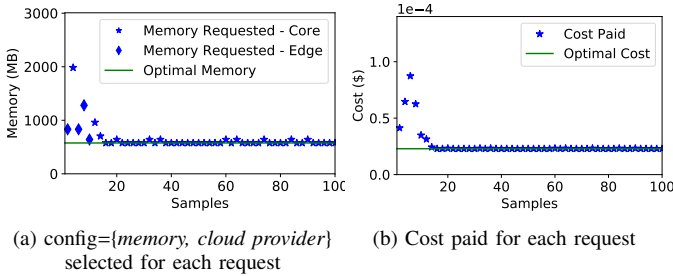 3000
2000
1000
0
Memory (MB)
Memory Requested - Core
Memory Requested - Edge
Optimal Memory
20 40 60 80 100
Samples
1e−4
1.0
0.5
0.0
Cost ($)
Cost Paid
Optimal Cost
20 40 60 80 100
Samples
(a) config={memory, cloud provider}
selected for each request
(b) Cost paid for each request